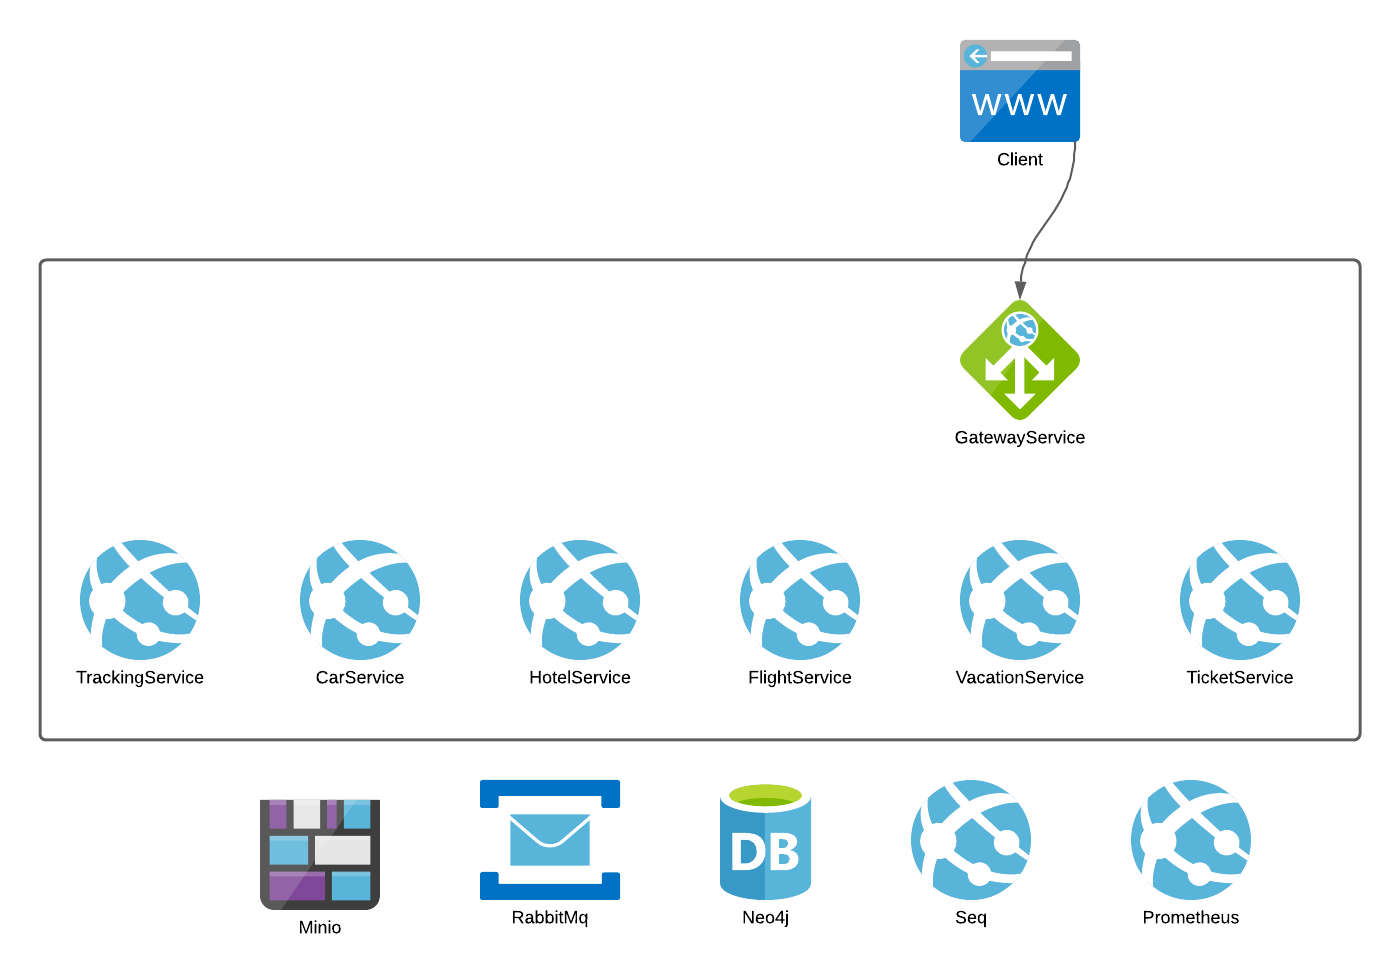 WWW
Client
GatewayService
TrackingService
CarService
HotelService
FlightService
VacationService
TicketService
DB
Minio
RabbitMq
Neo4j
Seq
Prometheus